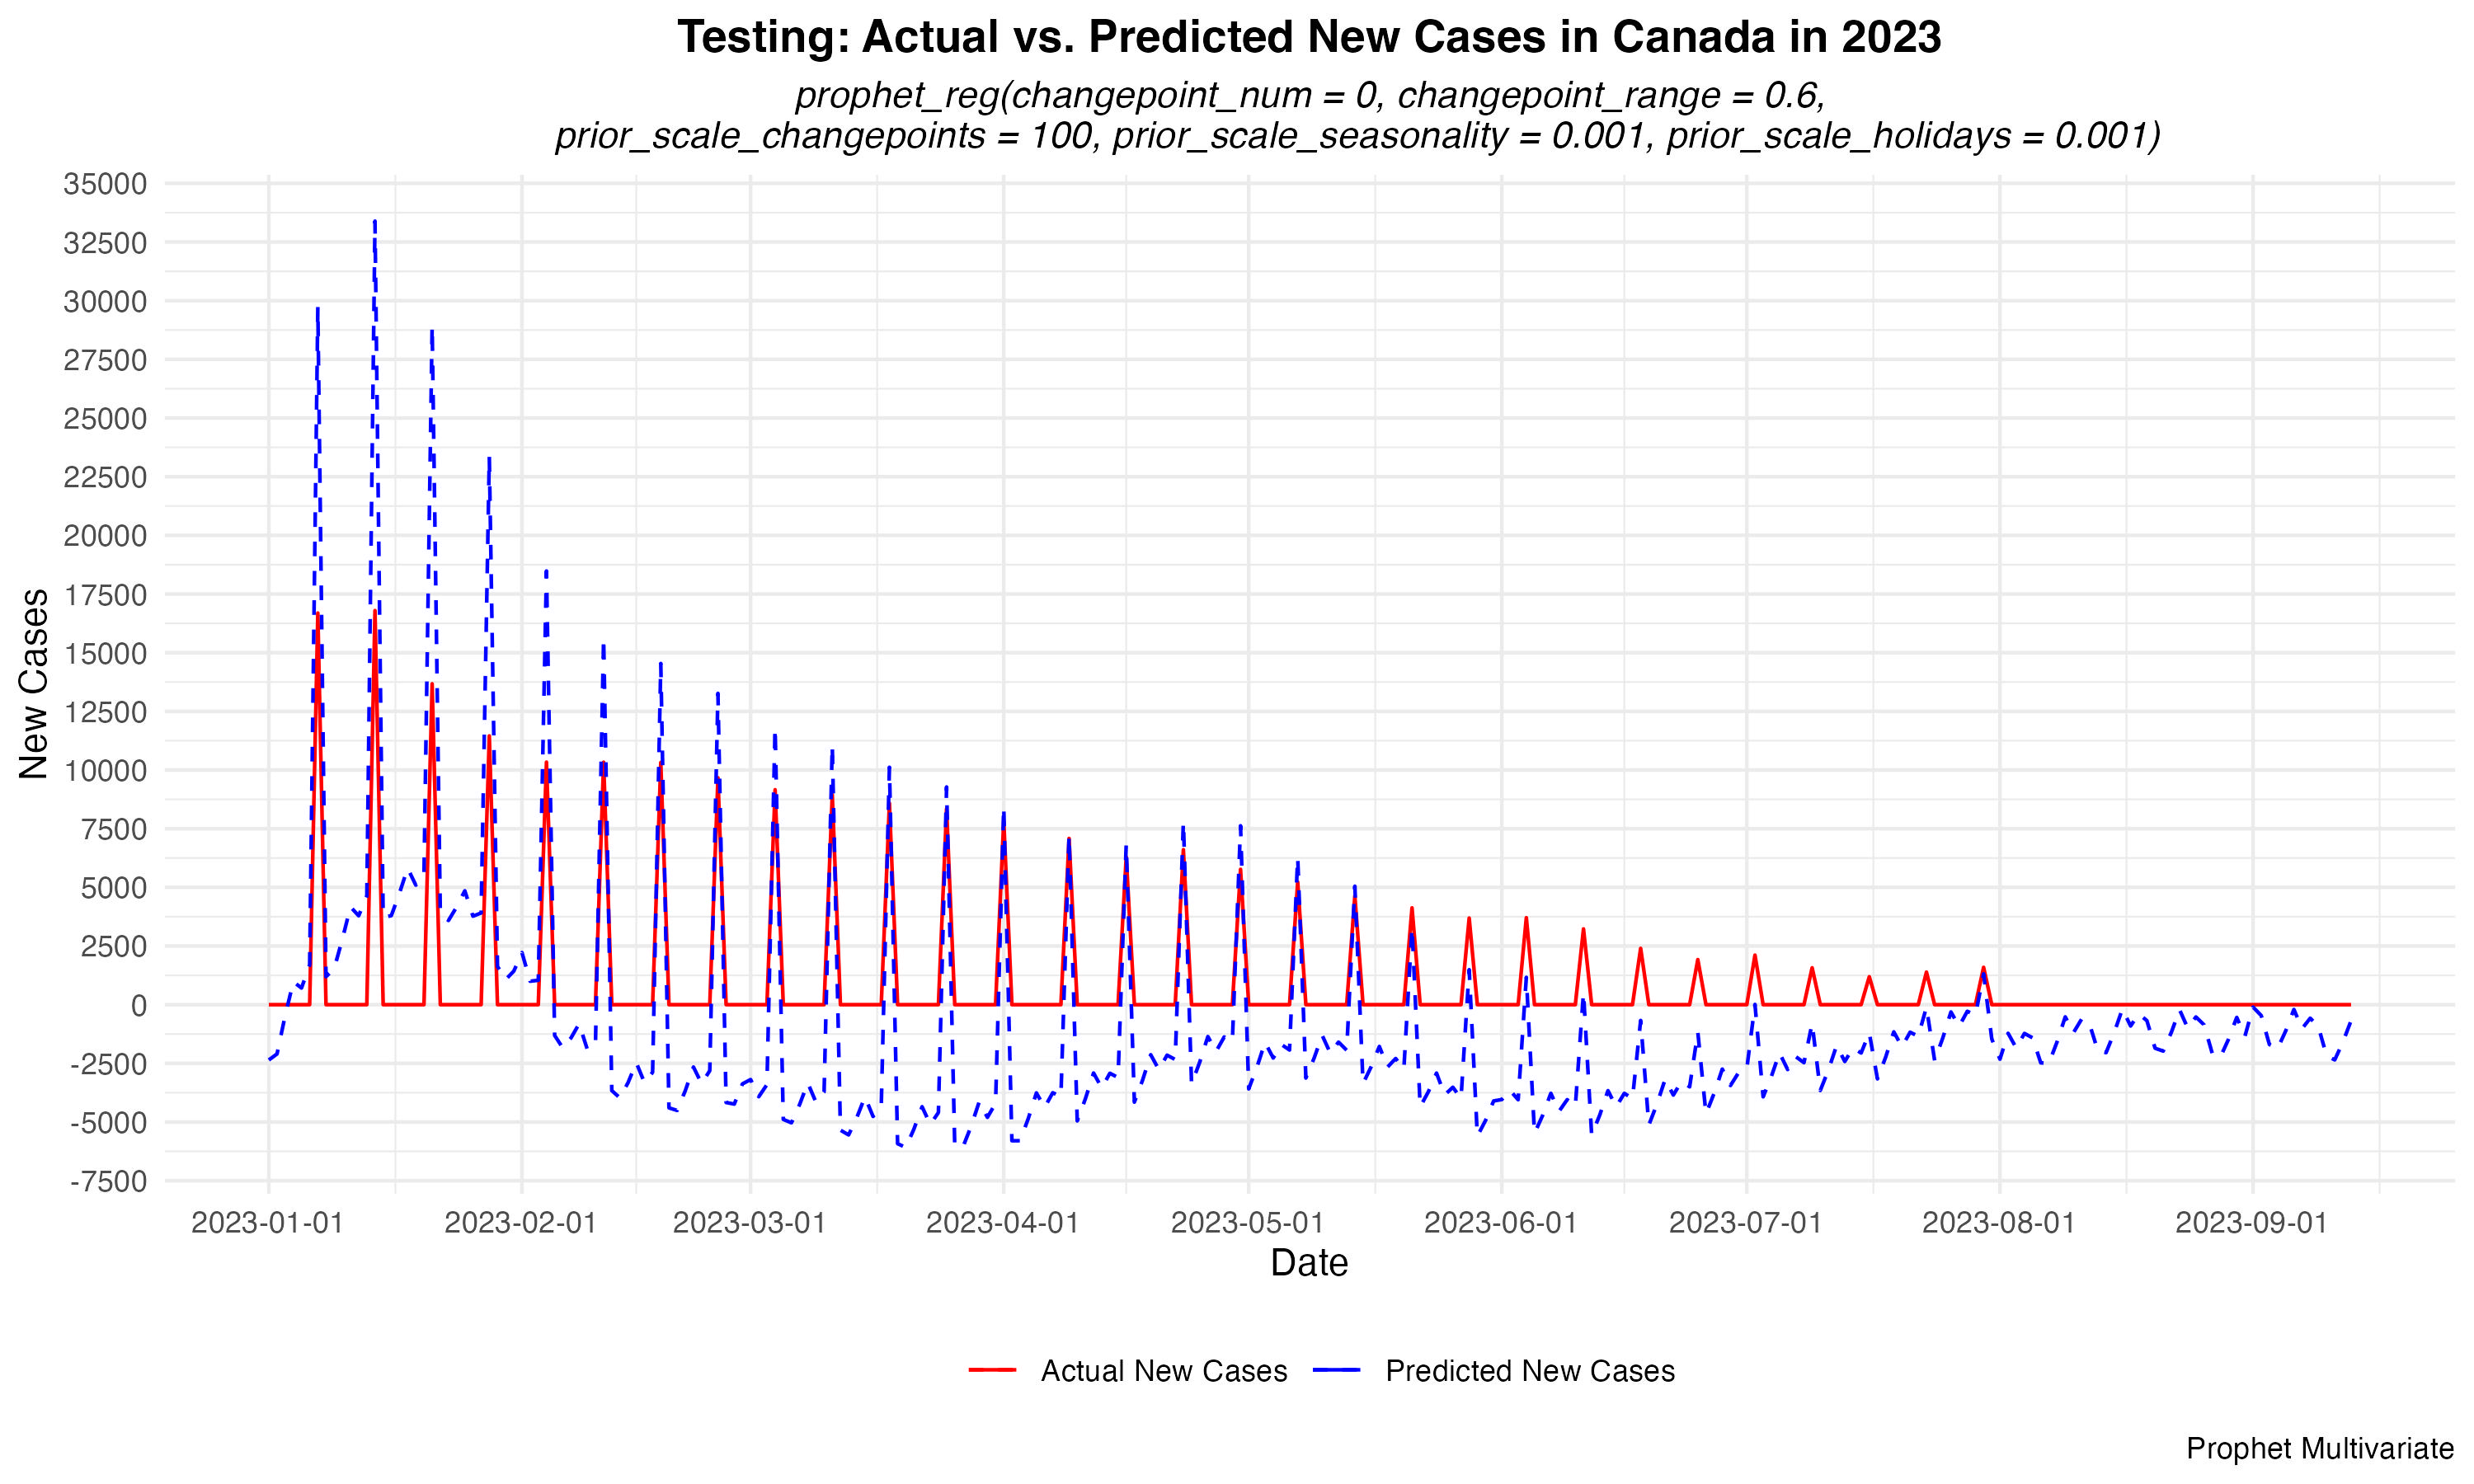 Testing: Actual vs. Predicted New Cases in Canada in 2023
prophet_reg(changepoint_num = 0, changepoint_range = 0.6,
prior_scale_changepoints = 100, prior_scale_seasonality = 0.001, prior_scale_holidays = 0.001)
35000
32500
30000
27500
25000
22500
20000
17500
15000
12500
10000
7500
5000
2500
0
-2500
-5000
-7500
New Cases
2023-01-01 2023-02-01 2023-03-01 2023-04-01 2023-05-01 2023-06-01 2023-07-01 2023-08-01 2023-09-01
Date
Actual New Cases Predicted New Cases
Prophet Multivariate